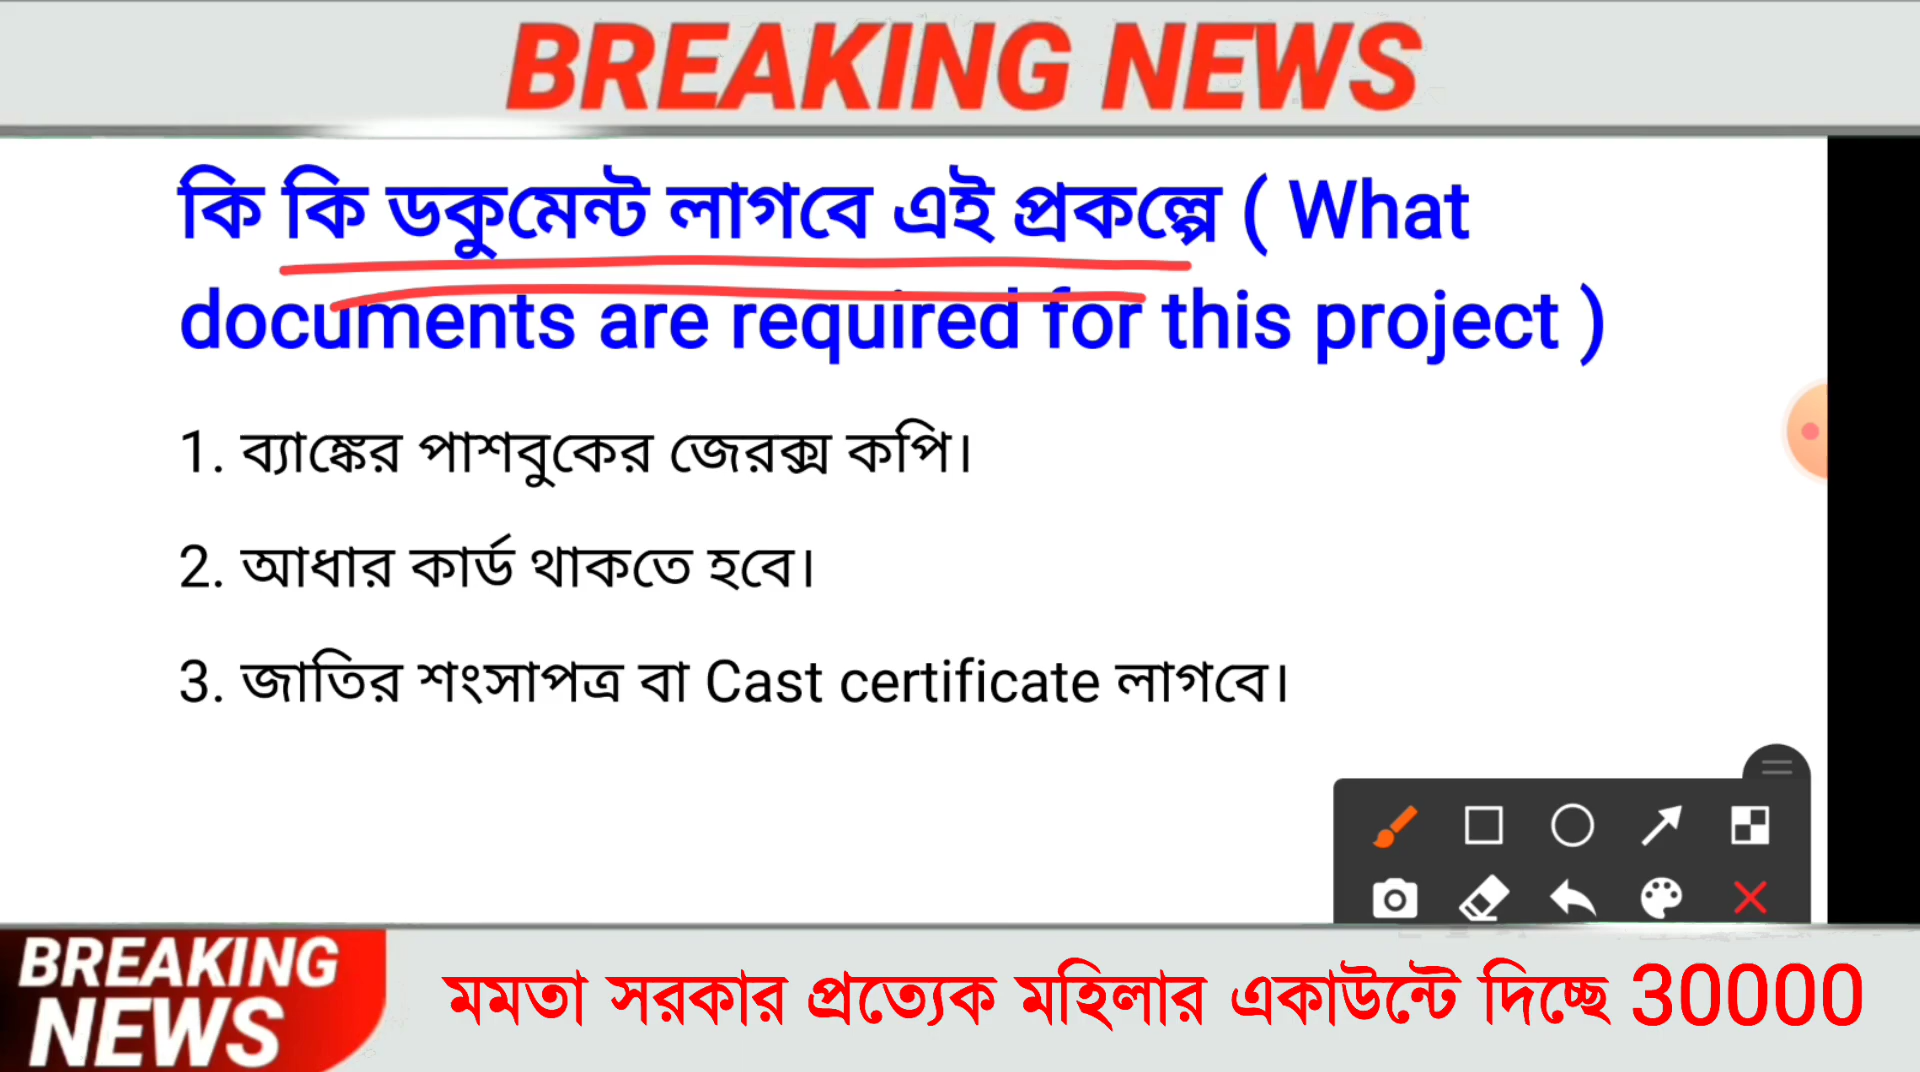 BREAKING NEWS
কি কি ডকুমেন্ট লাগবে এই প্রকল্পে ( What
documents are required for this project )
1. ব্যাঙ্কের পাশবুকের জেরক্স কপি।
2. আধার কার্ড থাকতে হবে।
3. জাতির শংসাপত্র বা Cast certificate লাগবে।
BREAKING
NEWS
মমতা সরকার প্রত্যেক মহিলার একাউন্টে দিচ্ছে 30000